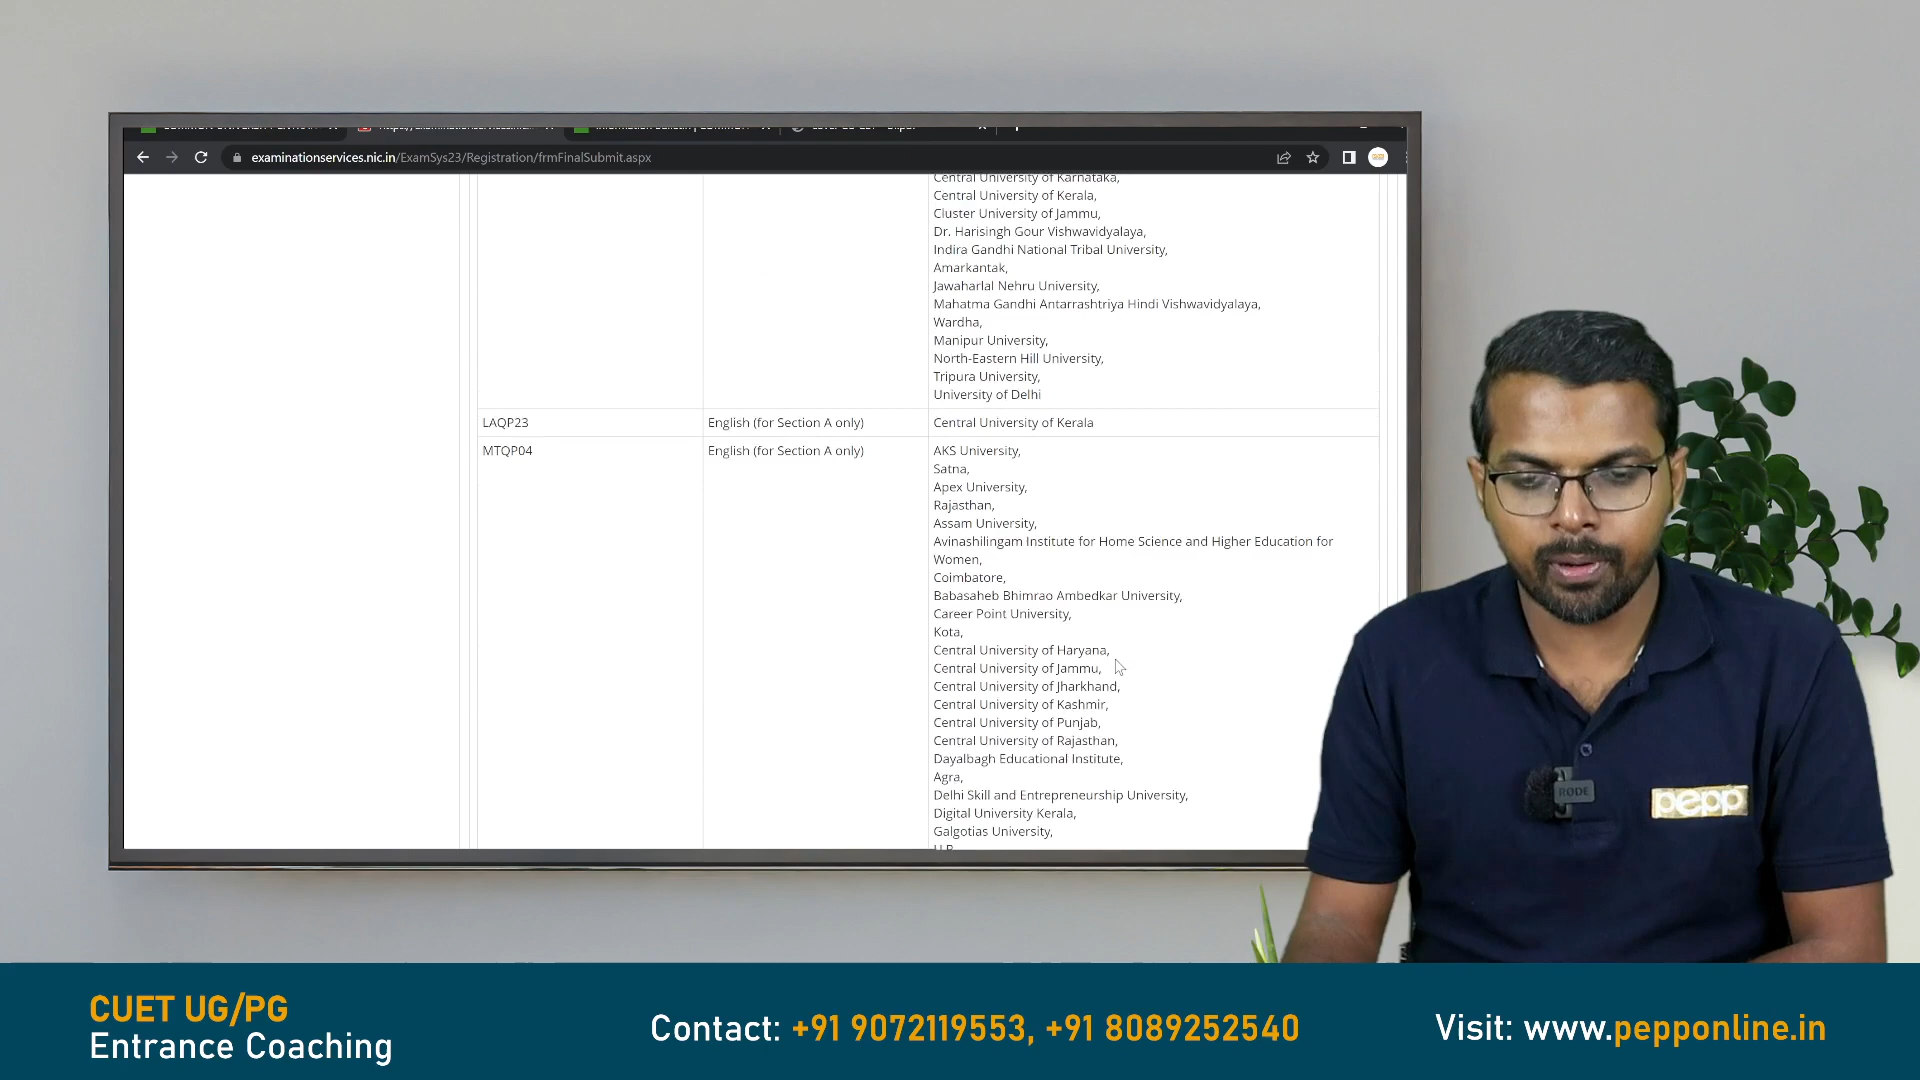 examinationservices.nic.in/ExamSys23/Registration/frmFinalSubmit.aspx
Central University of Karnataka,
Central University of Kerala,
Cluster University of Jammu,
Dr. Harisingh Gour Vishwavidyalaya,
Indira Gandhi National Tribal University,
Amarkantak,
Jawaharlal Nehru University,
Mahatma Gandhi Antarrashtriya Hindi Vishwavidyalaya,
Wardha,
Manipur University,
North-Eastern Hill University,
Tripura University,
University of Delhi
LAQP23 English (for Section A only) Central University of Kerala
MTQP04 English (for Section A only) AKS University,
Satna,
Apex University,
Rajasthan,
Assam University,
Avinashilingam Institute for Home Science and Higher Education for
Women,
Coimbatore,
Babasaheb Bhimrao Ambedkar University,
Career Point University,
Kota,
Central University of Haryana,
Central University of Jammu,
Central University of Jharkhand,
Central University of Kashmir,
Central University of Punjab,
Central University of Rajasthan,
Dayalbagh Educational Institute,
Agra,
Delhi Skill and Entrepreneurship University,
Digital University Kerala,
Galgotias University,
RODE
pepp
CUET UG/PG
Entrance Coaching
Contact: +91 9072119553, +91 8089252540
Visit: www.pepponline.in